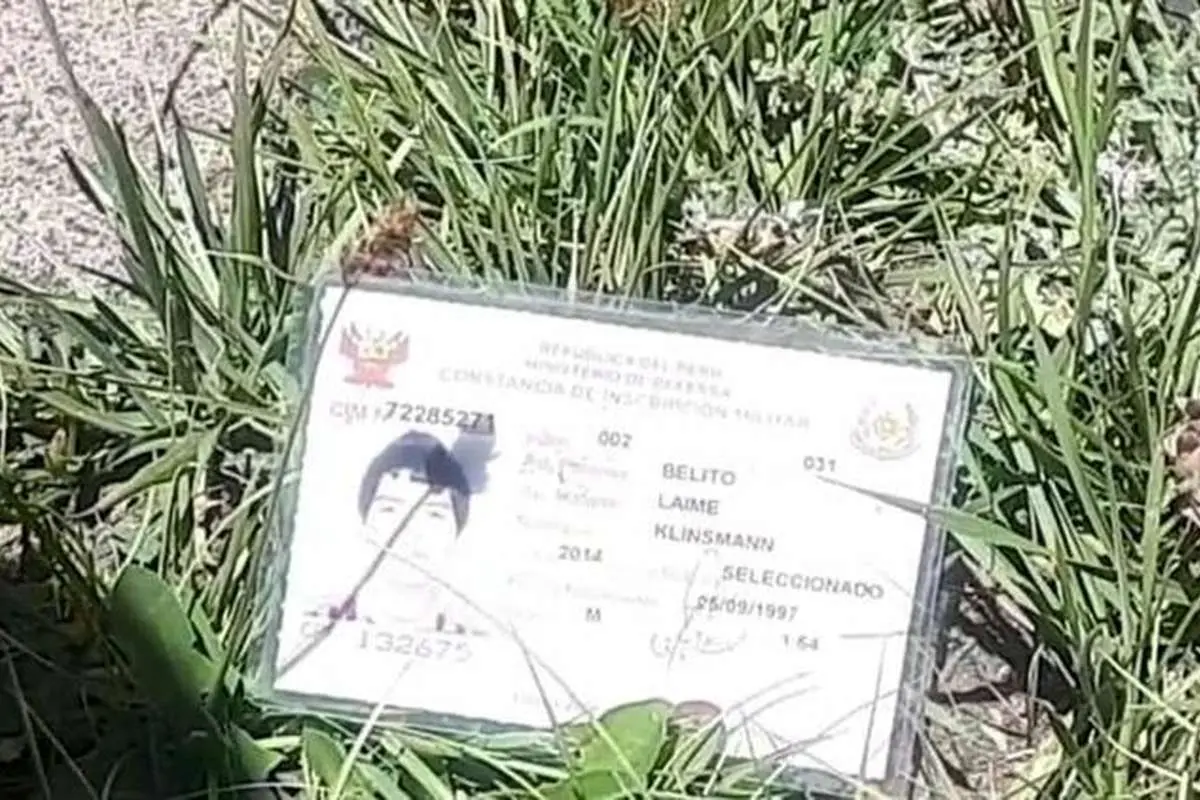 REPUBLICA DEL PERU
MINISTERIO DE DEFENSA
CONSTANCIA DE INSCRIPCIÓN MILITAR
72285271
002 031
BELITO
LAIME
KLINSMANN
2014 SELECCIONADO
25/09/1997
M 1.64
132675